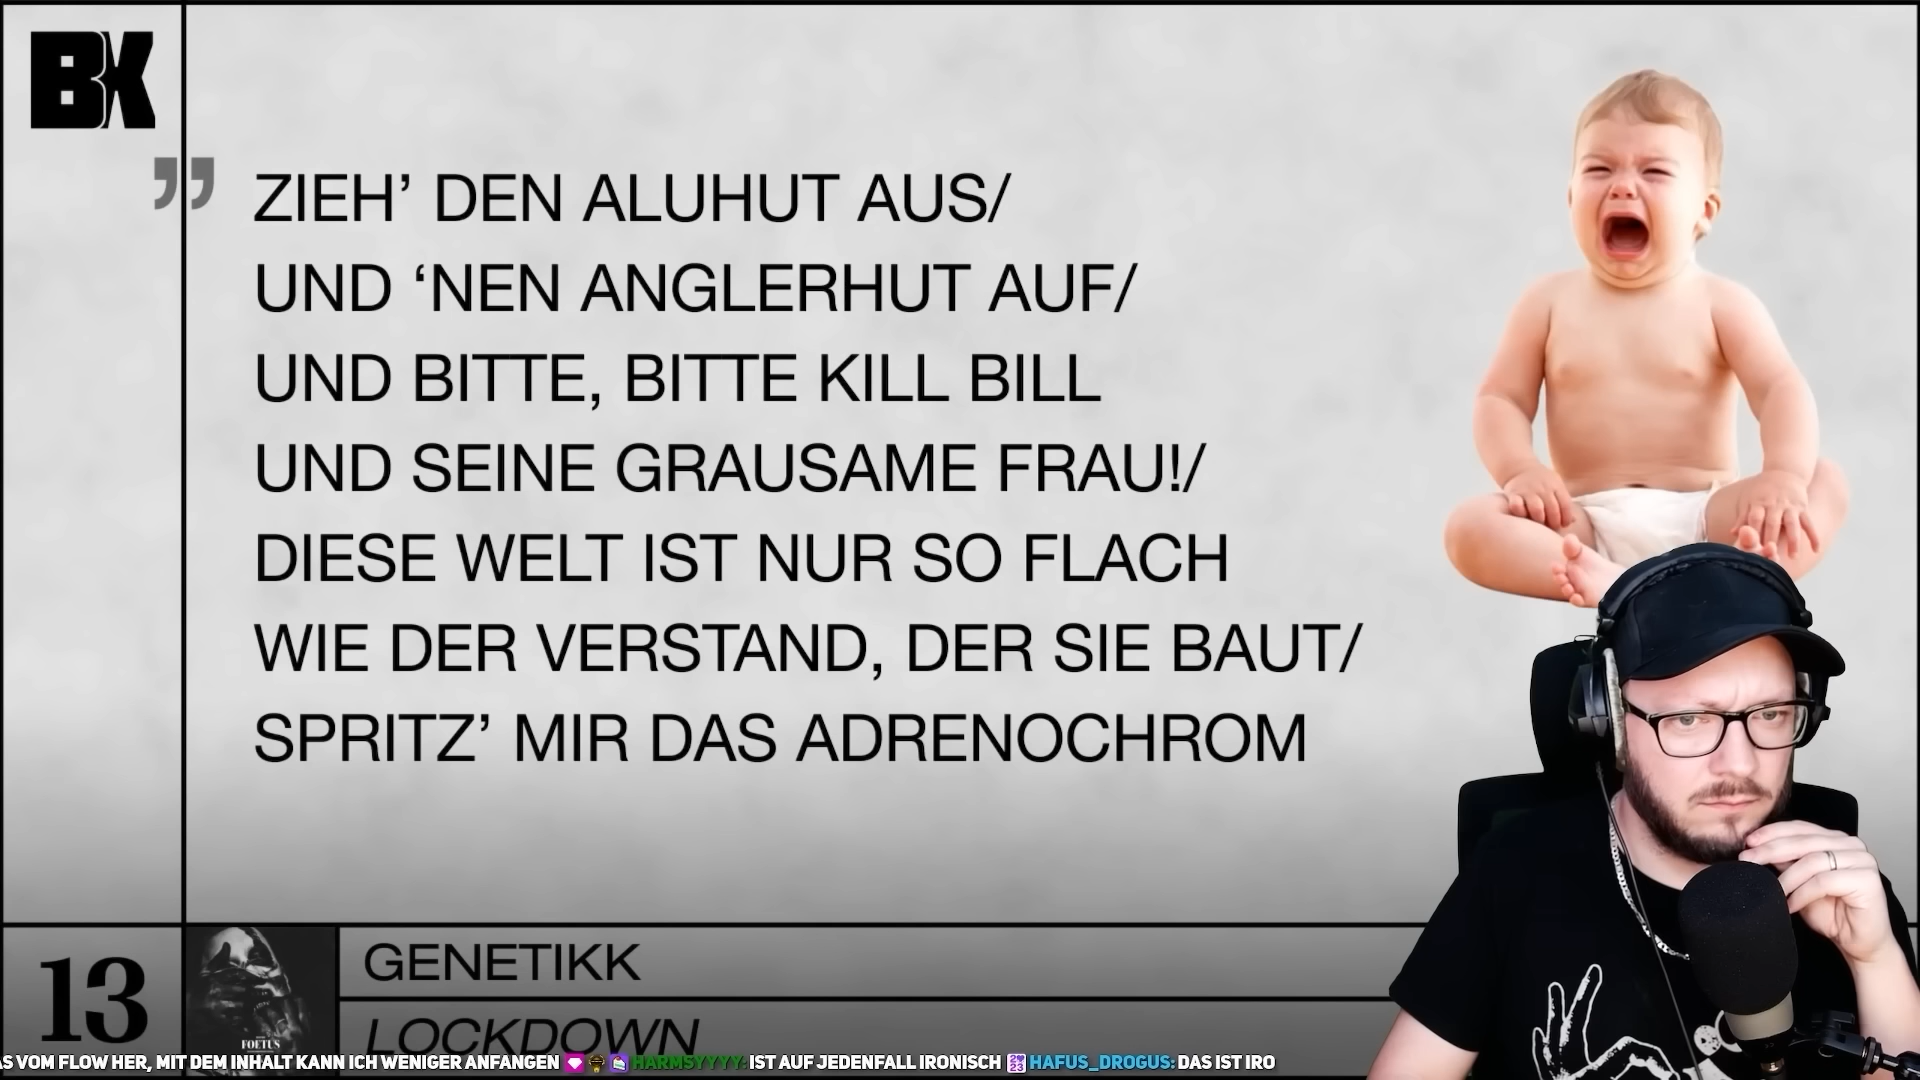 BK
” ZIEH’ DEN ALUHUT AUS/
UND ‘NEN ANGLERHUT AUF/
UND BITTE, BITTE KILL BILL
UND SEINE GRAUSAME FRAU!/
DIESE WELT IST NUR SO FLACH
WIE DER VERSTAND, DER SIE BAUT/
SPRITZ’ MIR DAS ADRENOCHROM
13
FOETUS
GENETIKK
LOCKDOWN
AS VOM FLOW HER, MIT DEM INHALT KANN ICH WENIGER ANFANGEN HARMSYYYY: IST AUF JEDENFALL IRONISCH HAFUS_DROGUS: DAS IST IRO